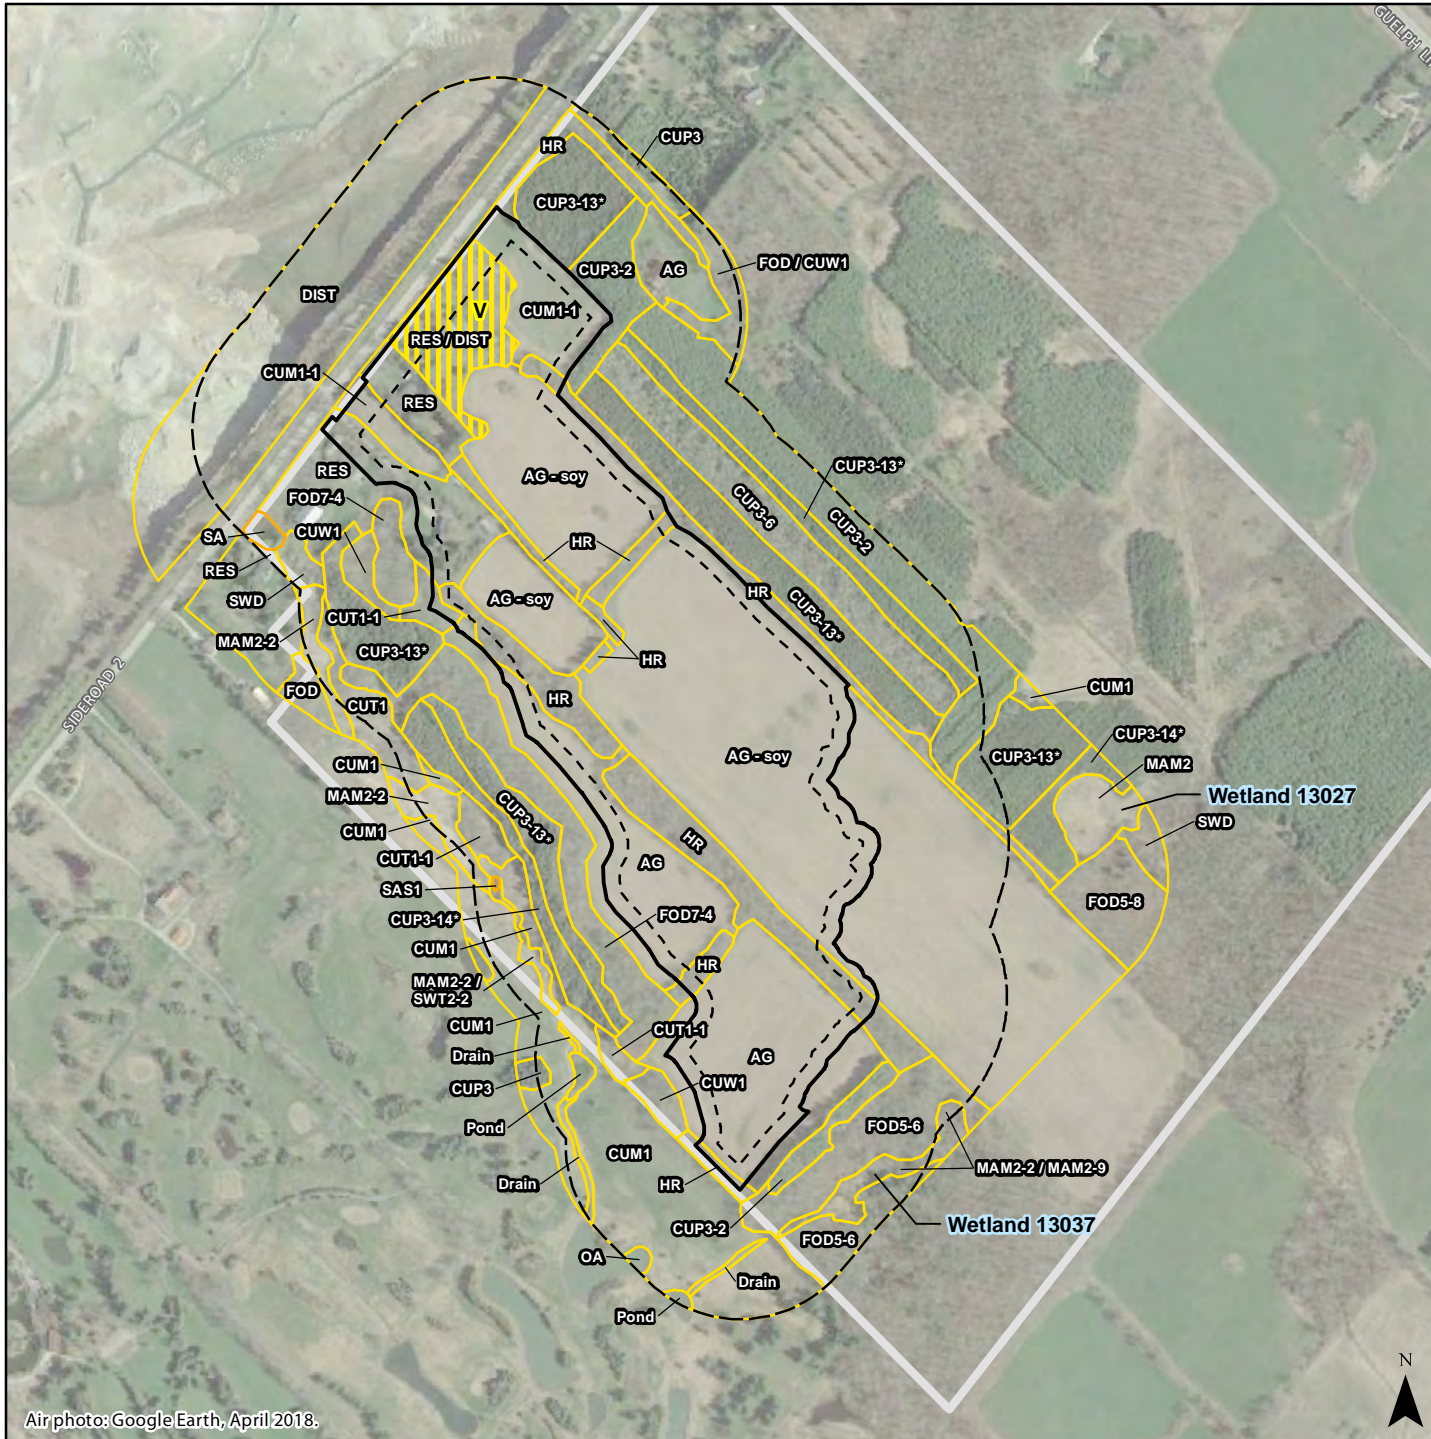 GUELPH LI
CUP3
HR
CUP3-13*
CUP3-2
AG
FOD / CUW1
DIST
V
CUM1-1
RES / DIST
CUM1-1
RES
CUP3-13*
RES
AG - soy
CUP3-6
CUP3-2
FOD7-4
SA
CUW1
HR
RES
SWD
AG - soy
HR
CUP3-13*
CUT1-1
MAM2-2
CUP3-13*
HR
SIDEROAD 2
FOD
CUT1
HR
CUM1
CUP3-14*
CUM1
AG - soy
CUP3-13*
MAM2
MAM2-2
Wetland 13027
CUM1
CUP3-13*
SWD
CUT1-1
HR
AG
SAS1
FOD5-8
CUP3-14*
FOD7-4
CUM1
HR
MAM2-2 /
SWT2-2
CUM1
CUT1-1
Drain
AG
CUP3
CUW1
Pond
FOD5-6
CUM1
MAM2-2 / MAM2-9
Drain
HR
CUP3-2
Wetland 13037
FOD5-6
OA
Drain
Pond
N
Air photo: Google Earth, April 2018.